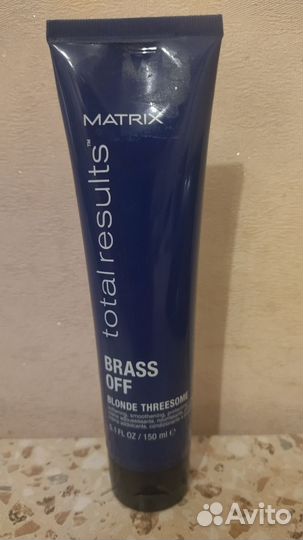 MATRIX
total results™
BRASS
OFF
BLONDE THREESOME
5.1 FL OZ / 150 ml e
Avito